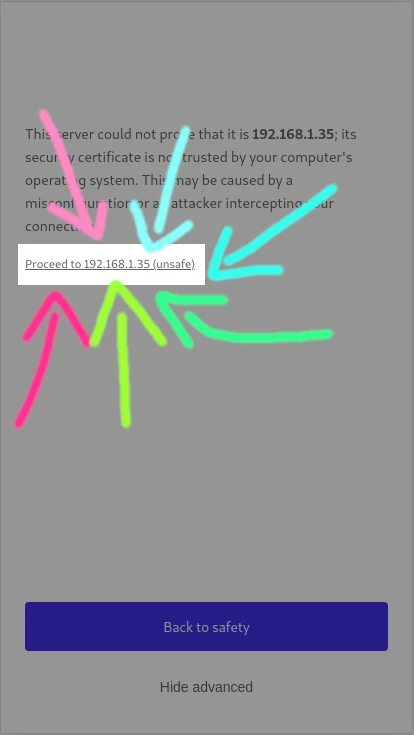 This server could not prove that it is 192.168.1.35; its
security certificate is not trusted by your computer's
operating system. This may be caused by a
misconfiguration or an attacker intercepting your
connection.
Proceed to 192.168.1.35 (unsafe)
Back to safety
Hide advanced